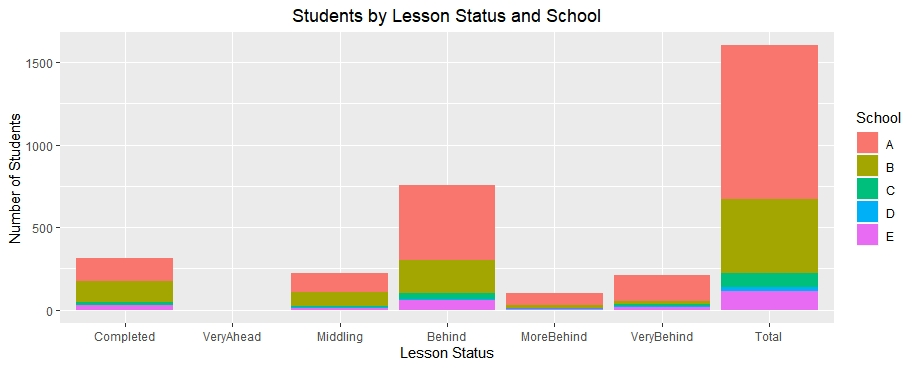 Students by Lesson Status and School
Number of Students
1500
1000
500
0
Completed VeryAhead Middling Behind MoreBehind VeryBehind Total
Lesson Status
School
A
B
C
D
E